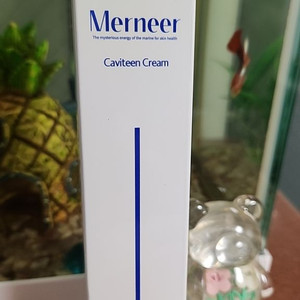 Merneer
The mysterious energy of the marine for skin health
Caviteen Cream